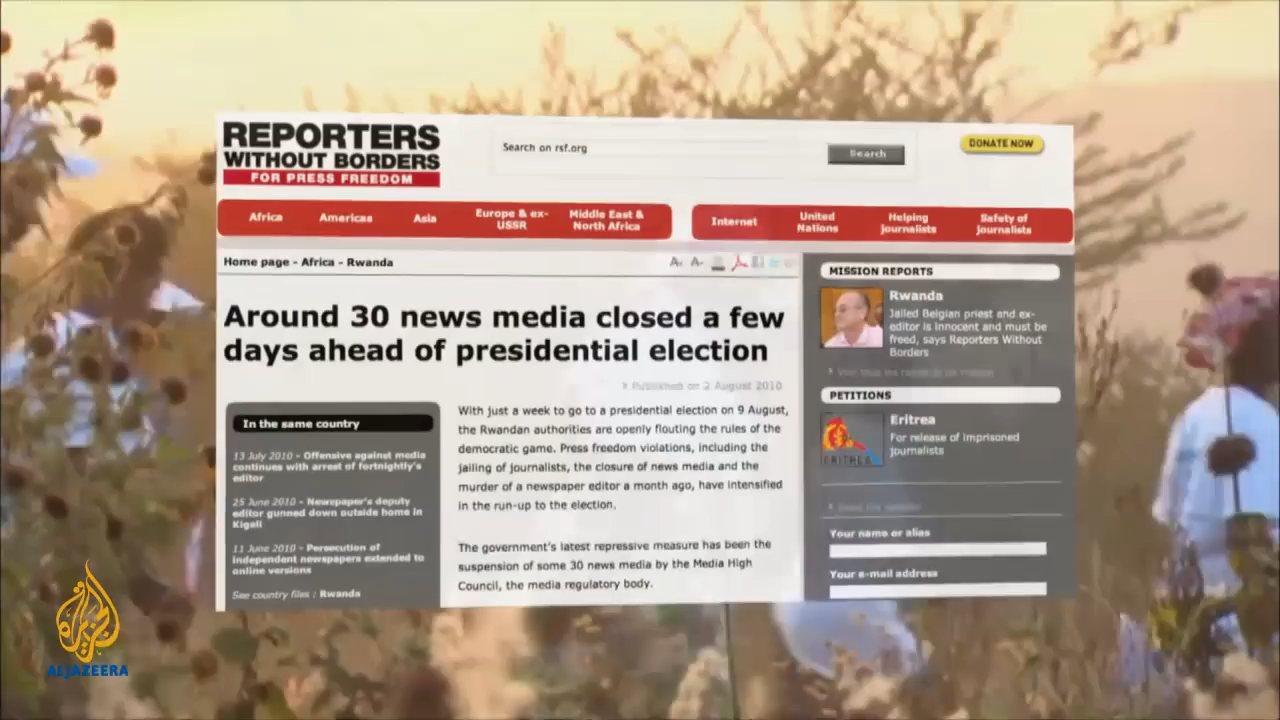 REPORTERS
WITHOUT BORDERS
FOR PRESS FREEDOM
Search on rsf.org
Search
DONATE NOW
Africa
Americas
Asia
Europe & ex-
USSR
Middle East &
North Africa
Internet
United
Nations
Helping
journalists
Safety of
journalists
Home page - Africa - Rwanda
A+ A-
Around 30 news media closed a few
days ahead of presidential election
Published on 2 August 2010
In the same country
13 July 2010 - Offensive against media
continues with arrest of fortnightly's
editor
25 June 2010 - Newspaper's deputy
editor gunned down outside home in
Kigali
11 June 2010 - Persecution of
independent newspapers extended to
online versions
See country files : Rwanda
With just a week to go to a presidential election on 9 August,
the Rwandan authorities are openly flouting the rules of the
democratic game. Press freedom violations, including the
jailing of journalists, the closure of news media and the
murder of a newspaper editor a month ago, have intensified
in the run-up to the election.
The government's latest repressive measure has been the
suspension of some 30 news media by the Media High
Council, the media regulatory body.
MISSION REPORTS
Rwanda
Jailed Belgian priest and ex-
editor is innocent and must be
freed, says Reporters Without
Borders
PETITIONS
Eritrea
For release of imprisoned
journalists
ERITREA
Your name or alias
Your e-mail address
الجزيرة
ALJAZEERA